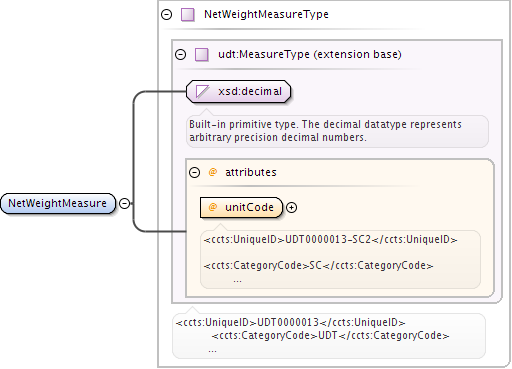 NetWeightMeasureType
udt:MeasureType (extension base)
xsd:decimal
Built-in primitive type. The decimal datatype represents
arbitrary precision decimal numbers.
@ attributes
NetWeightMeasure
@ unitCode
<ccts:UniqueID>UDT0000013-SC2</ccts:UniqueID>
<ccts:CategoryCode>SC</ccts:CategoryCode>
...
<ccts:UniqueID>UDT0000013</ccts:UniqueID>
<ccts:CategoryCode>UDT</ccts:CategoryCode>
...